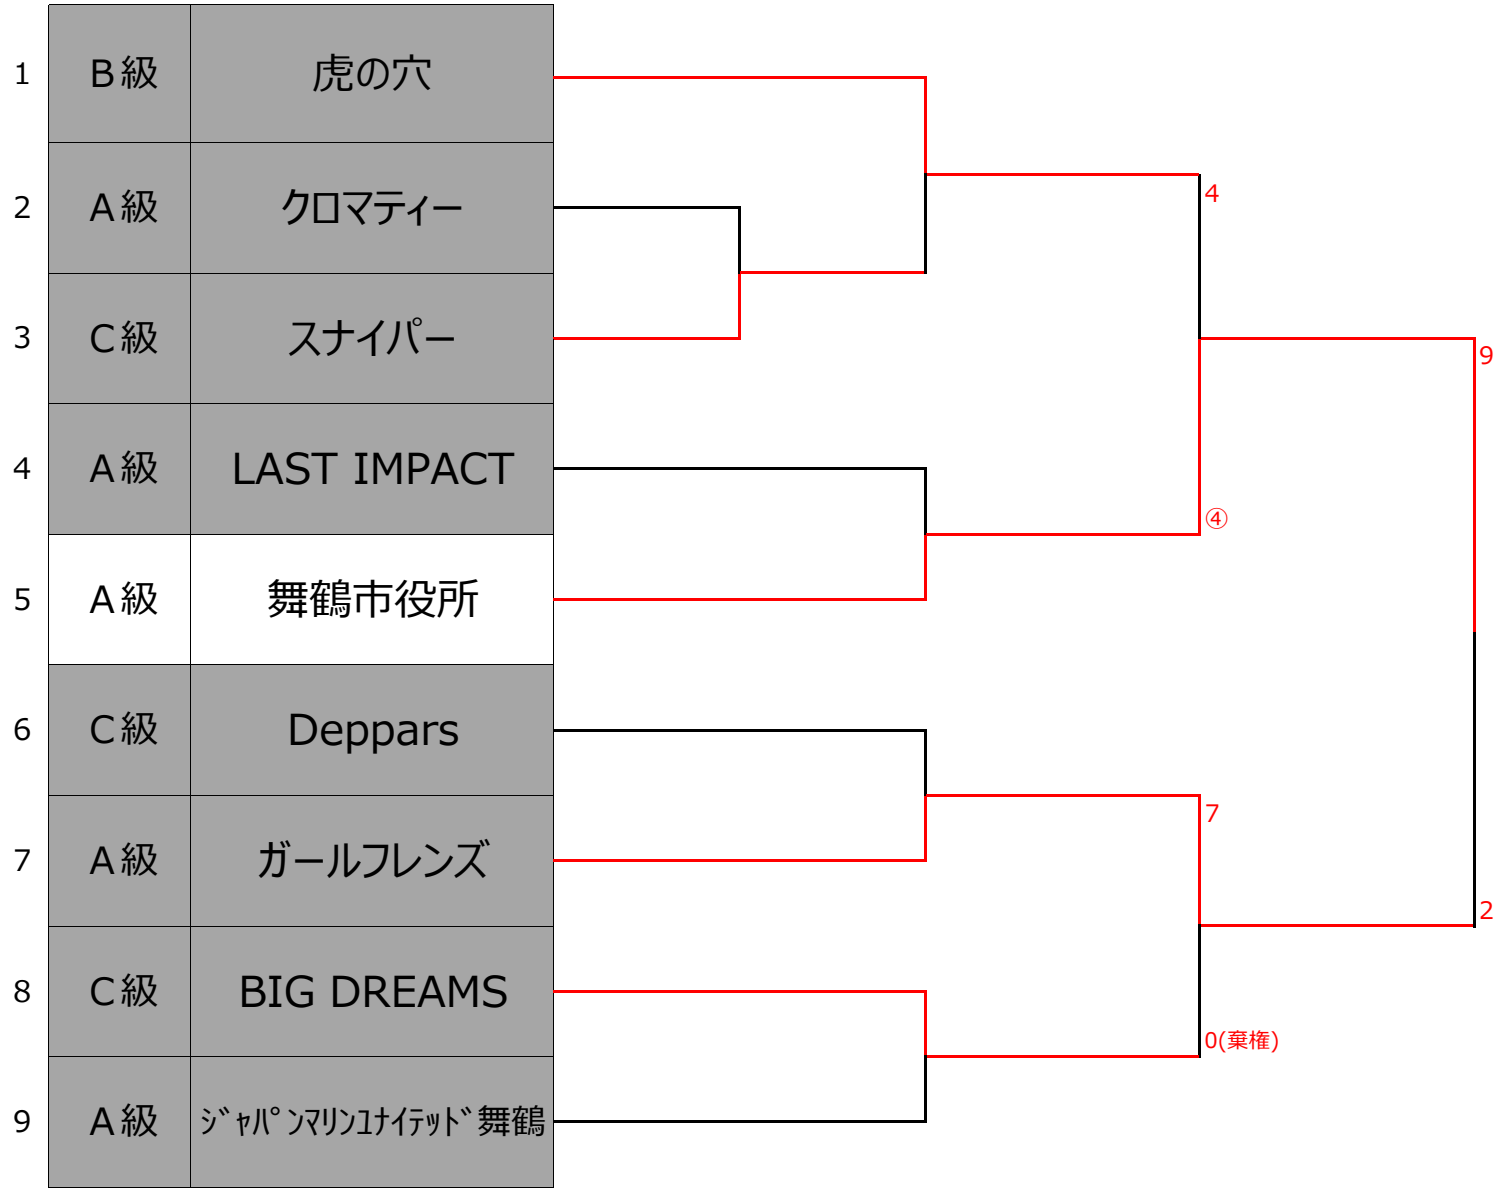 1 B級 虎の穴
4
2 A級 クロマティー
3 C級 スナイパー
9
4 A級 LAST IMPACT
④
5 A級 舞鶴市役所
6 C級 Deppars
7
7 A級 ガールフレンズ
2
8 C級 BIG DREAMS
0(棄権)
9 A級 ｼﾞｬﾊﾟﾝﾏﾘﾝﾕﾅｲﾃｯﾄﾞ舞鶴